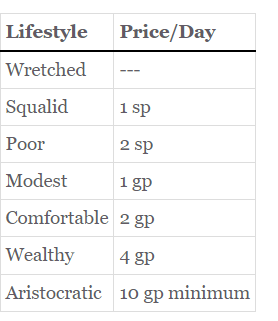 Lifestyle Price/Day
Wretched ---
Squalid 1 sp
Poor 2 sp
Modest 1 gp
Comfortable 2 gp
Wealthy 4 gp
Aristocratic 10 gp minimum